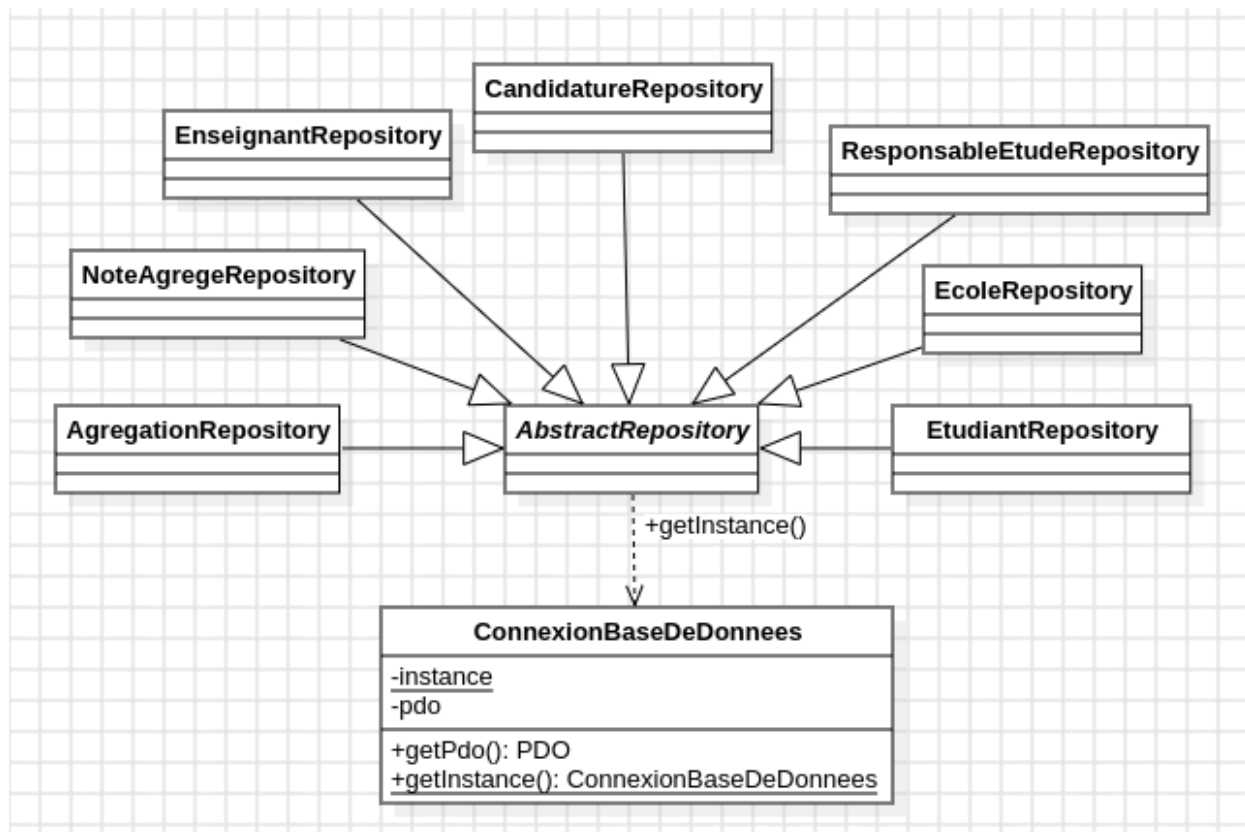 CandidatureRepository
EnseignantRepository
ResponsableEtudeRepository
NoteAgregeRepository
EcoleRepository
AgregationRepository
AbstractRepository
EtudiantRepository
+getInstance()
ConnexionBaseDeDonnees
-instance
-pdo
+getPdo(): PDO
+getInstance(): ConnexionBaseDeDonnees